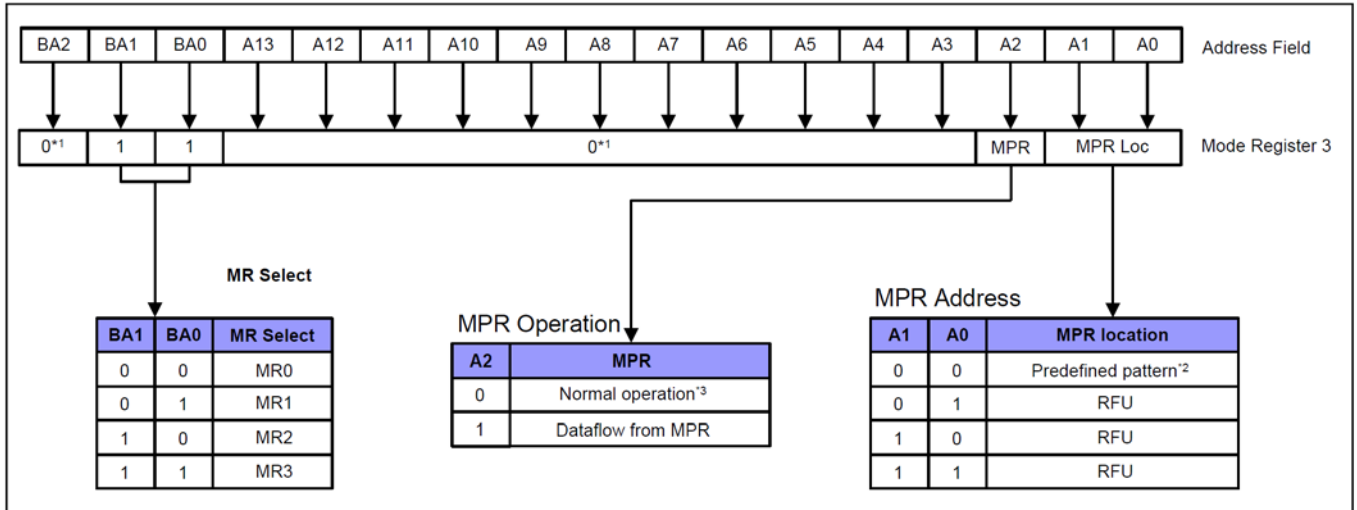 BA2 BA1 BA0 A13 A12 A11 A10 A9 A8 A7 A6 A5 A4 A3 A2 A1 A0 Address Field
0*1 1 1 0*1 MPR MPR Loc Mode Register 3
MR Select
BA1 BA0 MR Select
0 0 MR0
0 1 MR1
1 0 MR2
1 1 MR3
MPR Operation
A2 MPR
0 Normal operation*3
1 Dataflow from MPR
MPR Address
A1 A0 MPR location
0 0 Predefined pattern*2
0 1 RFU
1 0 RFU
1 1 RFU